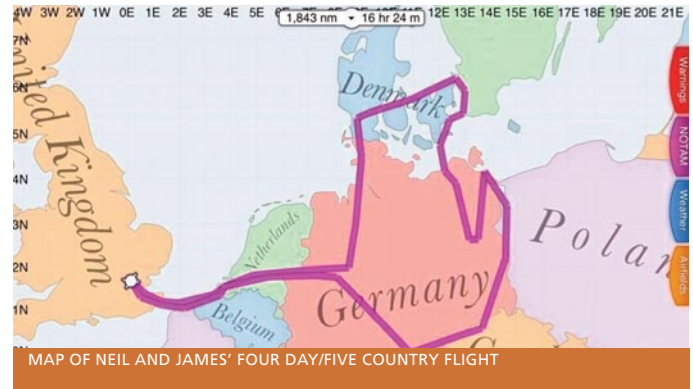 4W 3W 2W 1W 0E 1E 2E 3E 4E 5E 12E 13E 14E 15E 16E 17E 18E 19E 20E 21E
1,843 nm 16 hr 24 m
7N
6N
5N
4N
3N
2N
1N
United Kingdom
Denmark
Netherlands
Belgium
Germany
Polan
Warnings
NOTAM
Weather
Airfields
MAP OF NEIL AND JAMES’ FOUR DAY/FIVE COUNTRY FLIGHT